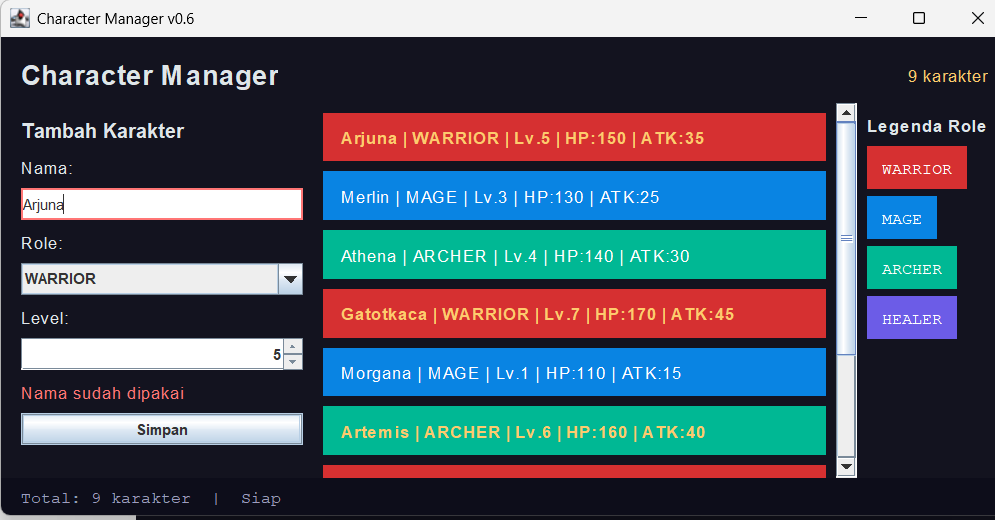 Character Manager v0.6
Character Manager
9 karakter
Tambah Karakter
Nama:
Arjuna
Role:
WARRIOR
Level:
5
Nama sudah dipakai
Simpan
Arjuna | WARRIOR | Lv.5 | HP:150 | ATK:35
Merlin | MAGE | Lv.3 | HP:130 | ATK:25
Athena | ARCHER | Lv.4 | HP:140 | ATK:30
Gatotkaca | WARRIOR | Lv.7 | HP:170 | ATK:45
Morgana | MAGE | Lv.1 | HP:110 | ATK:15
Artemis | ARCHER | Lv.6 | HP:160 | ATK:40
Legenda Role
WARRIOR
MAGE
ARCHER
HEALER
Total: 9 karakter | Siap